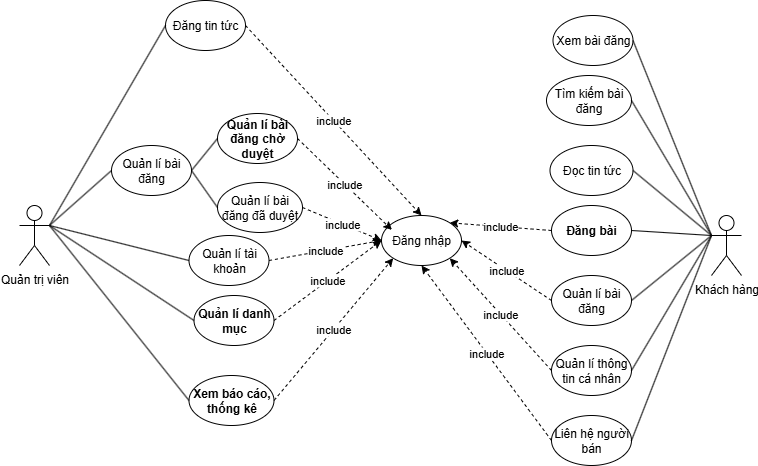 Đăng tin tức
include
Quản lí bài
đăng chờ
duyệt
Quản lí bài
đăng
include
Quản lí bài
đăng đã duyệt
include
Quản trị viên
Quản lí tài
khoản
include
Quản lí danh
mục
include
Xem báo cáo,
thống kê
include
Đăng nhập
Xem bài đăng
Tìm kiếm bài
đăng
Đọc tin tức
Đăng bài
include
Quản lí bài
đăng
include
Quản lí thông
tin cá nhân
include
Liên hệ người
bán
include
Khách hàng